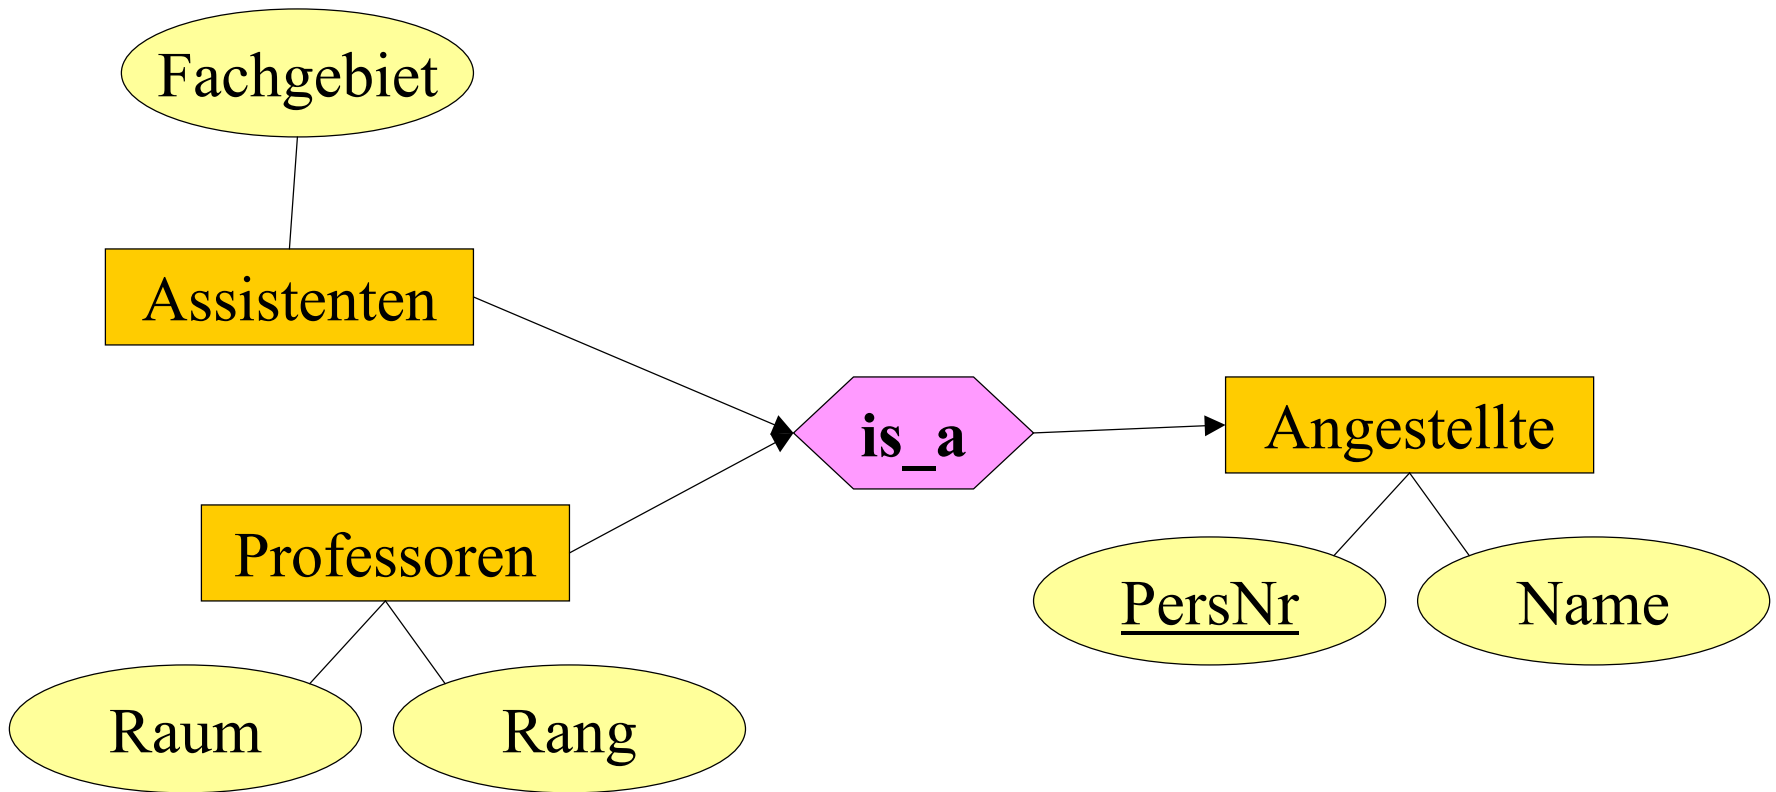 Fachgebiet
Assistenten
is_a
Angestellte
Professoren
PersNr
Name
Raum
Rang